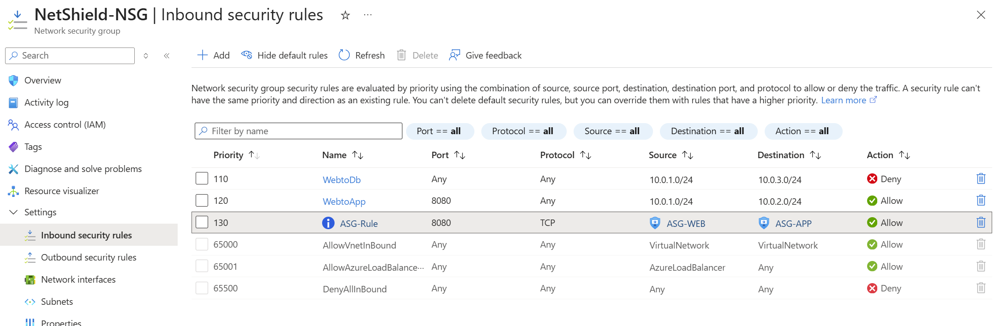 NetShield-NSG | Inbound security rules
Network security group
Search
Overview
Activity log
Access control (IAM)
Tags
Diagnose and solve problems
Resource visualizer
Settings
Inbound security rules
Outbound security rules
Network interfaces
Subnets
Properties
Add Hide default rules Refresh Delete Give feedback
Network security group security rules are evaluated by priority using the combination of source, source port, destination, destination port, and protocol to allow or deny the traffic. A security rule can't
have the same priority and direction as an existing rule. You can't delete default security rules, but you can override them with rules that have a higher priority. Learn more
Filter by name Port == all Protocol == all Source == all Destination == all Action == all
Priority Name Port Protocol Source Destination Action
110 WebtoDb Any Any 10.0.1.0/24 10.0.3.0/24 Deny
120 WebtoApp 8080 Any 10.0.1.0/24 10.0.2.0/24 Allow
130 ASG-Rule 8080 TCP ASG-WEB ASG-APP Allow
65000 AllowVnetInBound Any Any VirtualNetwork VirtualNetwork Allow
65001 AllowAzureLoadBalance··· Any Any AzureLoadBalancer Any Allow
65500 DenyAllInBound Any Any Any Any Deny